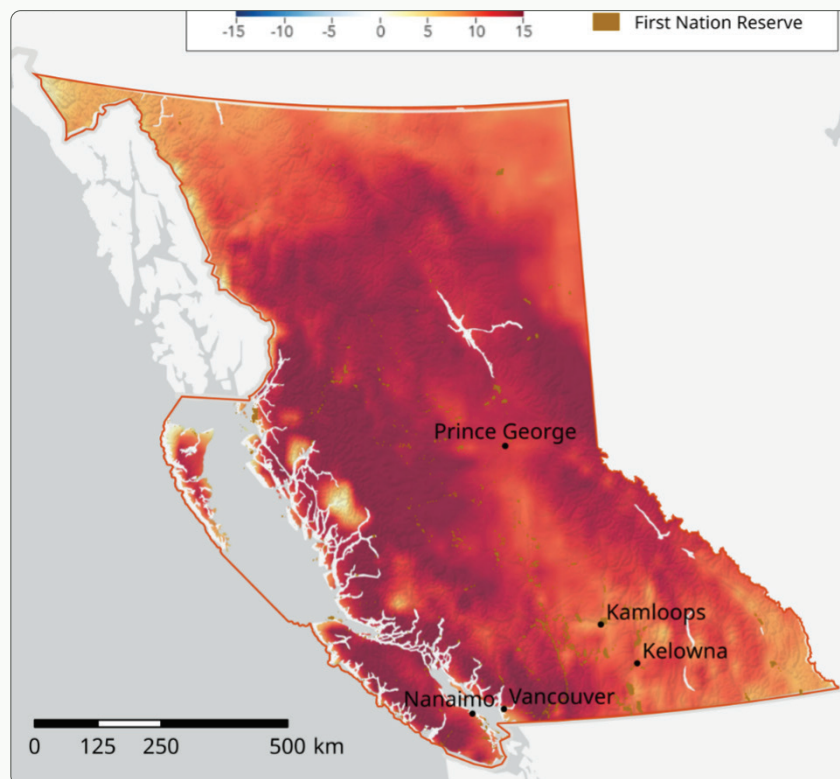 -15 -10 -5 0 5 10 15
First Nation Reserve
Prince George
Kamloops
Kelowna
Nanaimo
Vancouver
0 125 250 500 km